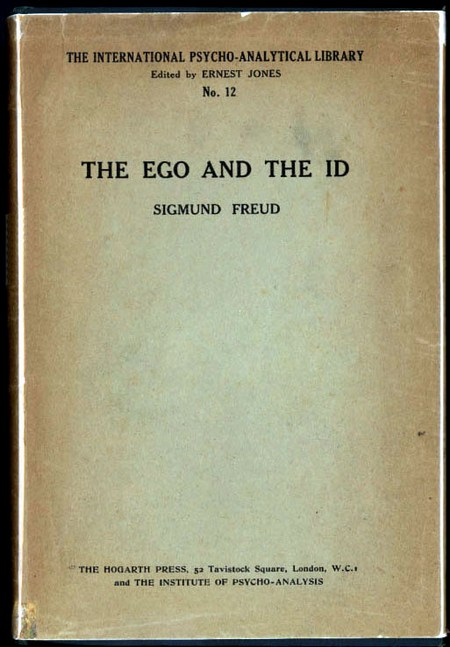 THE INTERNATIONAL PSYCHO-ANALYTICAL LIBRARY
Edited by ERNEST JONES
No. 12
THE EGO AND THE ID
SIGMUND FREUD
THE HOGARTH PRESS, 52 Tavistock Square, London, W.C.1
and THE INSTITUTE OF PSYCHO-ANALYSIS